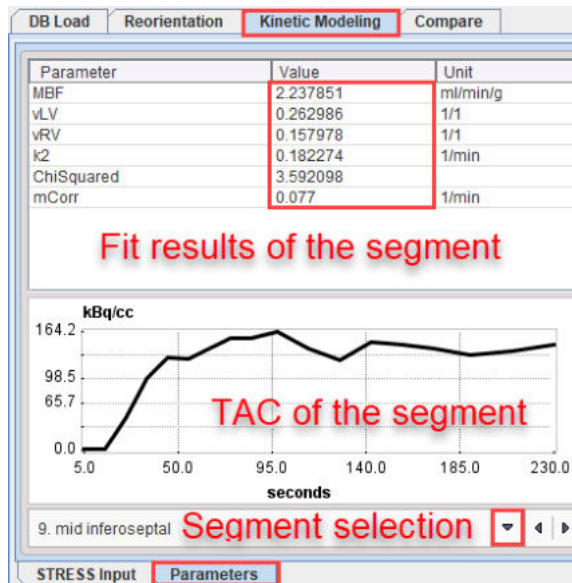 DB Load Reorientation Kinetic Modeling Compare
Parameter Value Unit
MBF 2.237851 ml/min/g
vLV 0.262986 1/1
vRV 0.157978 1/1
k2 0.182274 1/min
ChiSquared 3.592098
mCorr 0.077 1/min
Fit results of the segment
kBq/cc
164.2
98.5
65.7
TAC of the segment
0.0
5.0 50.0 95.0 140.0 185.0 230.0
seconds
9. mid inferoseptal Segment selection
STRESS Input Parameters